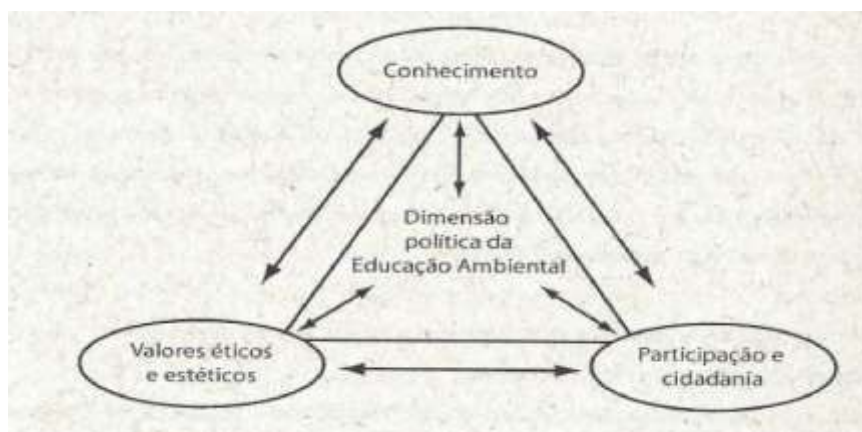 Conhecimento
Dimensão
política da
Educação Ambiental
Valores éticos
e estéticos
Participação e
cidadania